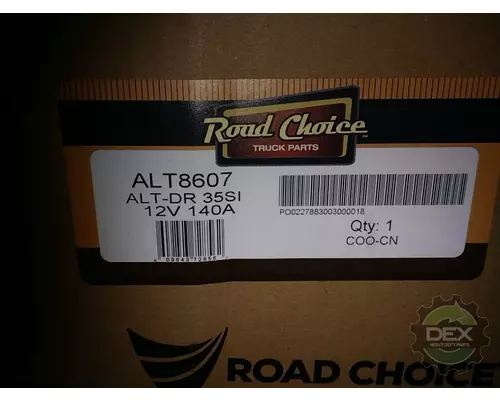 Road Choice
TRUCK PARTS
ALT8607
ALT-DR 35SI
12V 140A
PO0227883003000018
Qty: 1
COO-CN
ROAD CHOICE
DEX
HEAVY DUTY PARTS